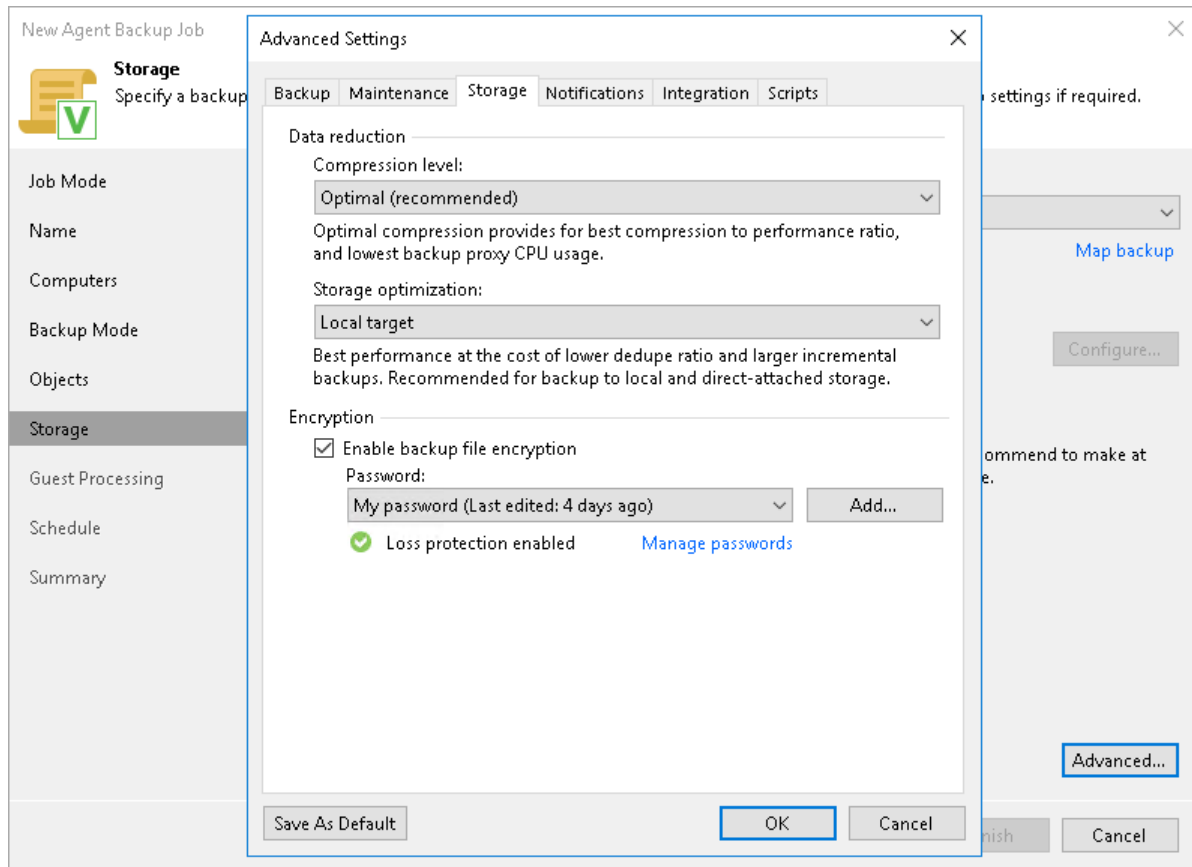 New Agent Backup Job
Storage
Specify a backup
settings if required.
Job Mode
Name
Computers
Backup Mode
Objects
Storage
Guest Processing
Schedule
Summary
Map backup
Configure...
ommend to make at
e.
Advanced...
Cancel
Advanced Settings
Backup Maintenance Storage Notifications Integration Scripts
Data reduction
Compression level:
Optimal (recommended)
Optimal compression provides for best compression to performance ratio,
and lowest backup proxy CPU usage.
Storage optimization:
Local target
Best performance at the cost of lower dedupe ratio and larger incremental
backups. Recommended for backup to local and direct-attached storage.
Encryption
Enable backup file encryption
Password:
My password (Last edited: 4 days ago)
Add...
Loss protection enabled
Manage passwords
Save As Default
OK
Cancel